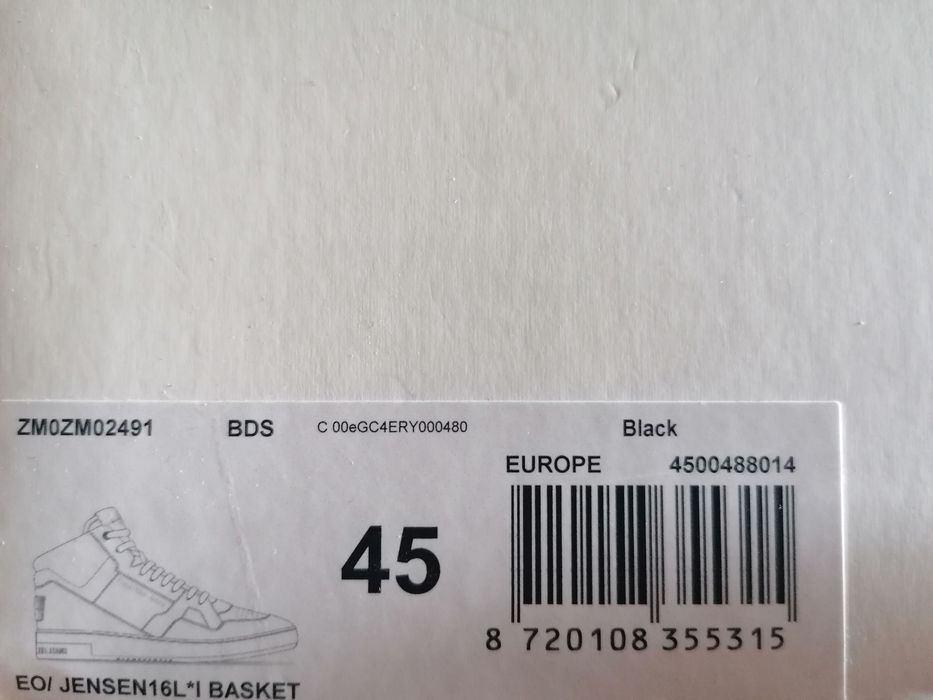 ZM0ZM02491 BDS C 00eGC4ERY000480 Black
EUROPE 4500488014
45
8 720108 355315
EO/ JENSEN16L*I BASKET